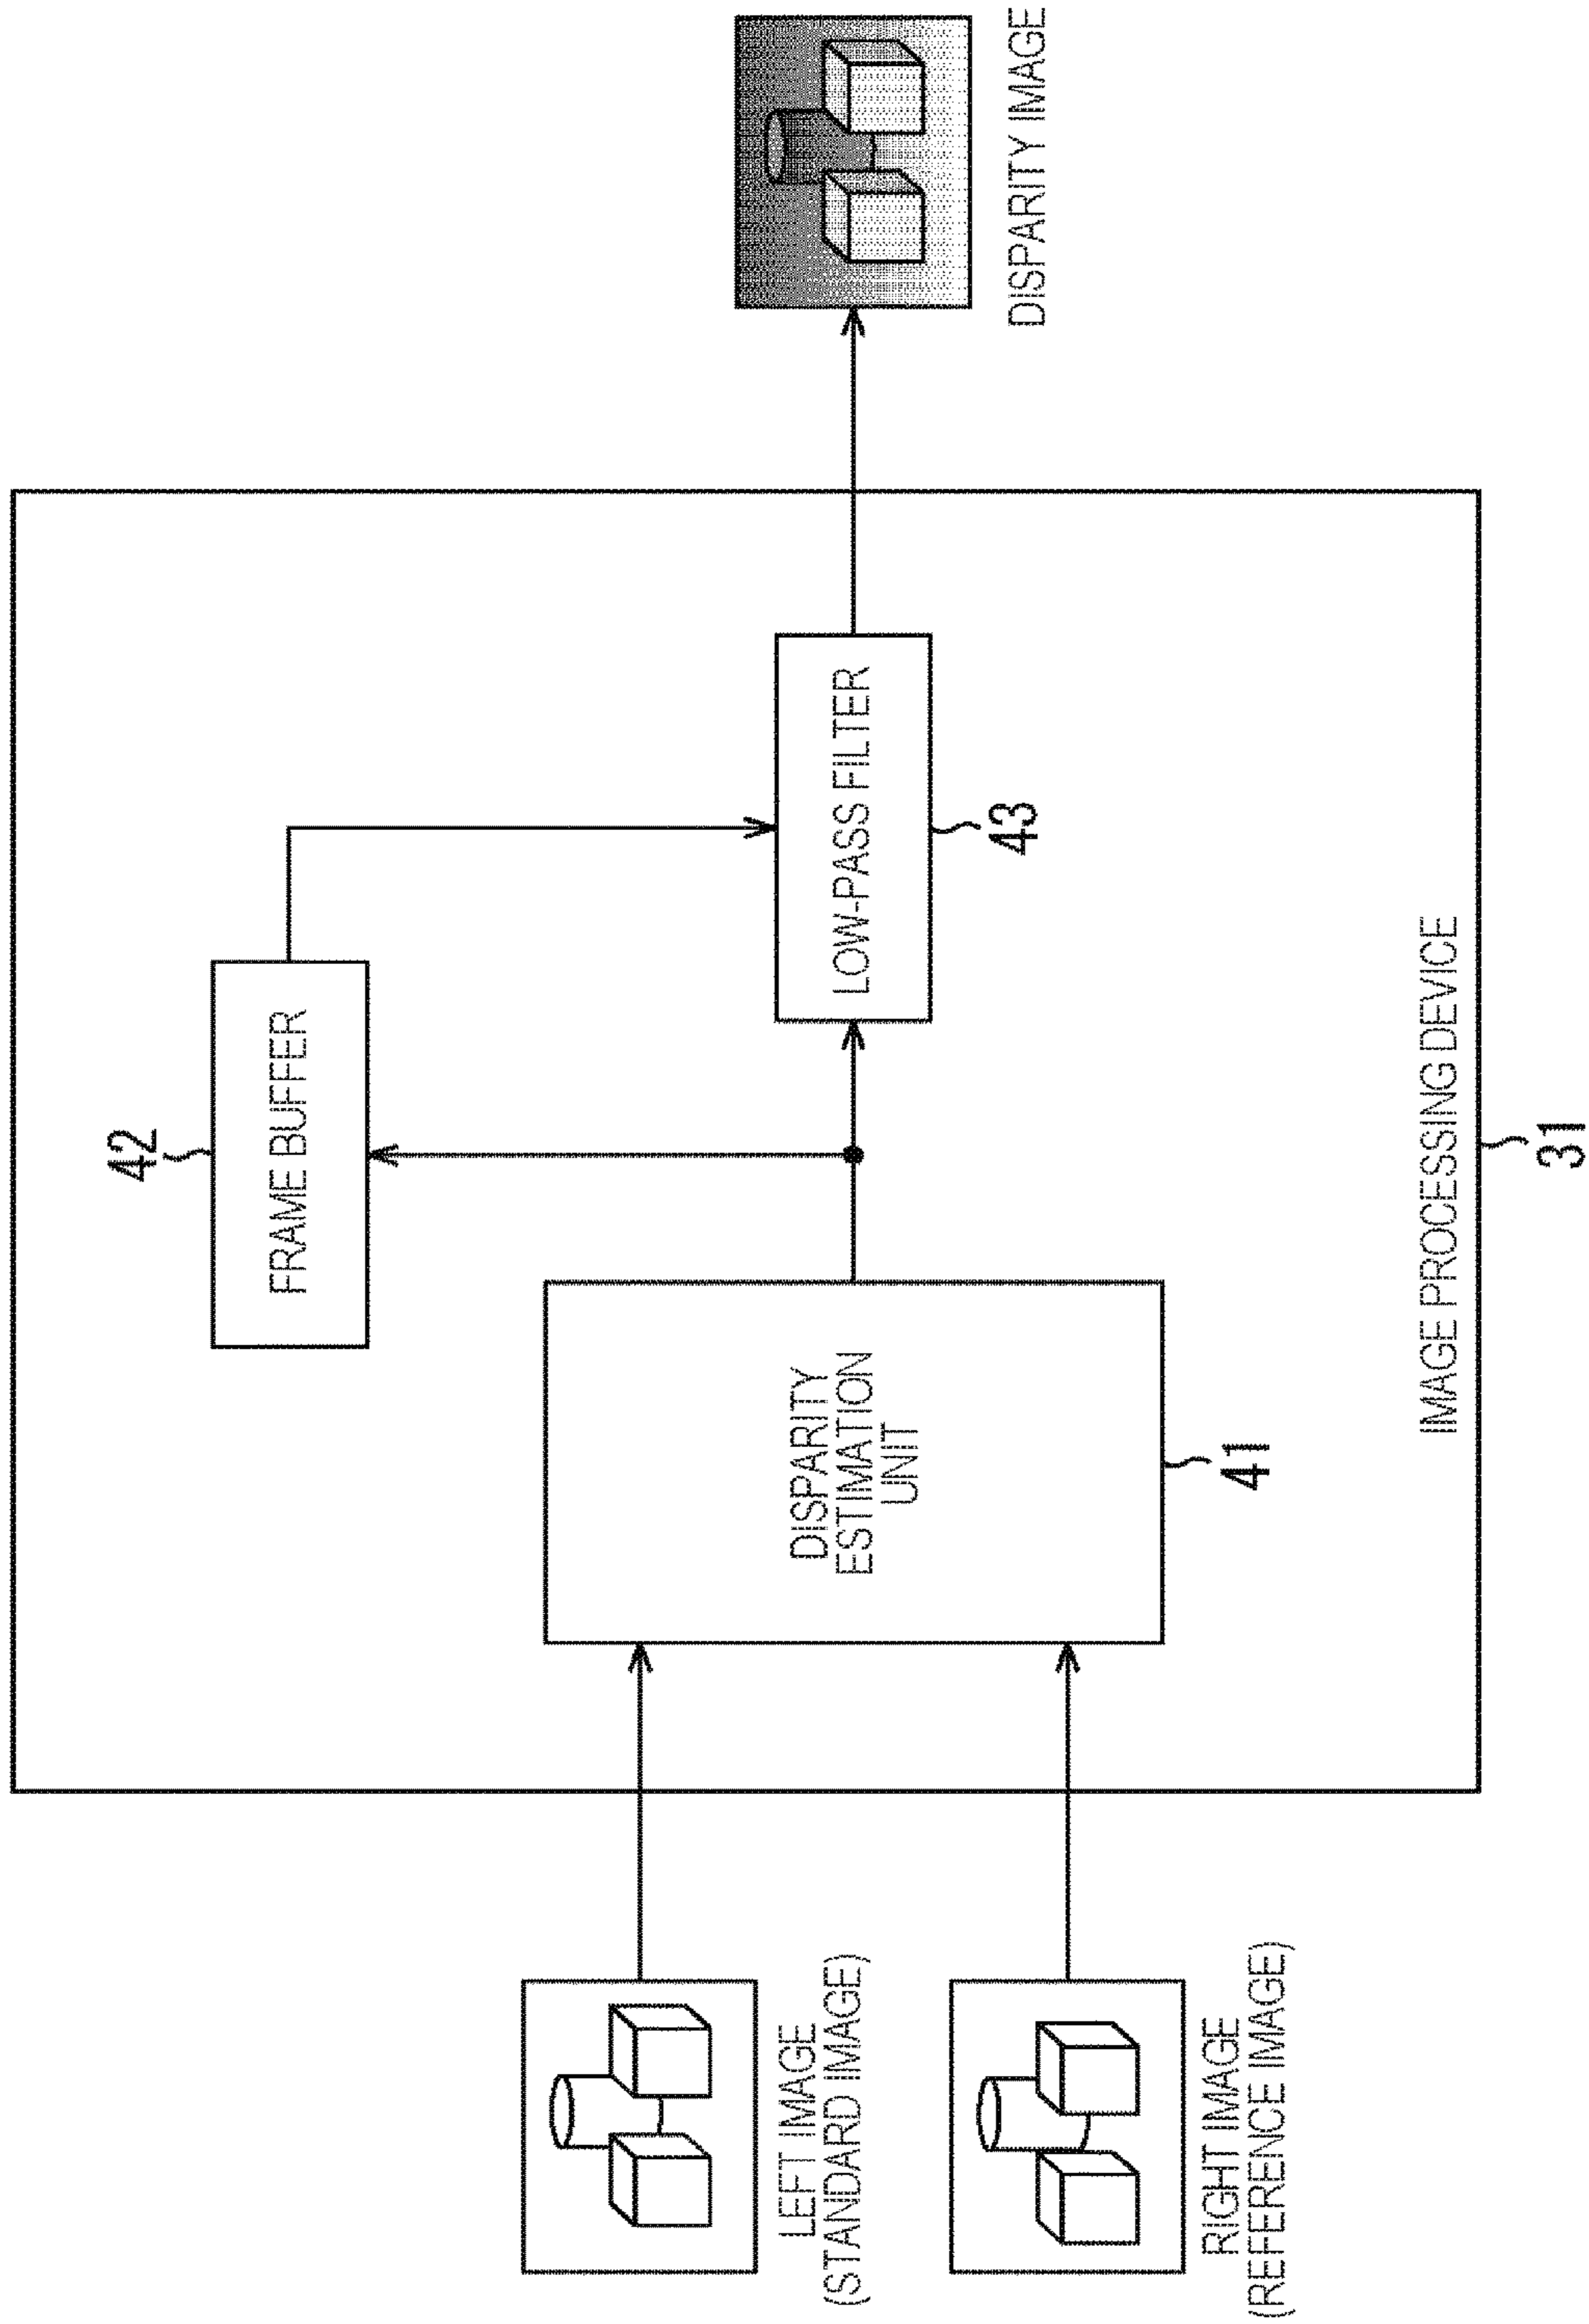 42
FRAME BUFFER
LEFT IMAGE
(STANDARD IMAGE)
DISPARITY
ESTIMATION
UNIT
41
LOW-PASS FILTER
43
DISPARITY IMAGE
RIGHT IMAGE
(REFERENCE IMAGE)
IMAGE PROCESSING DEVICE
31